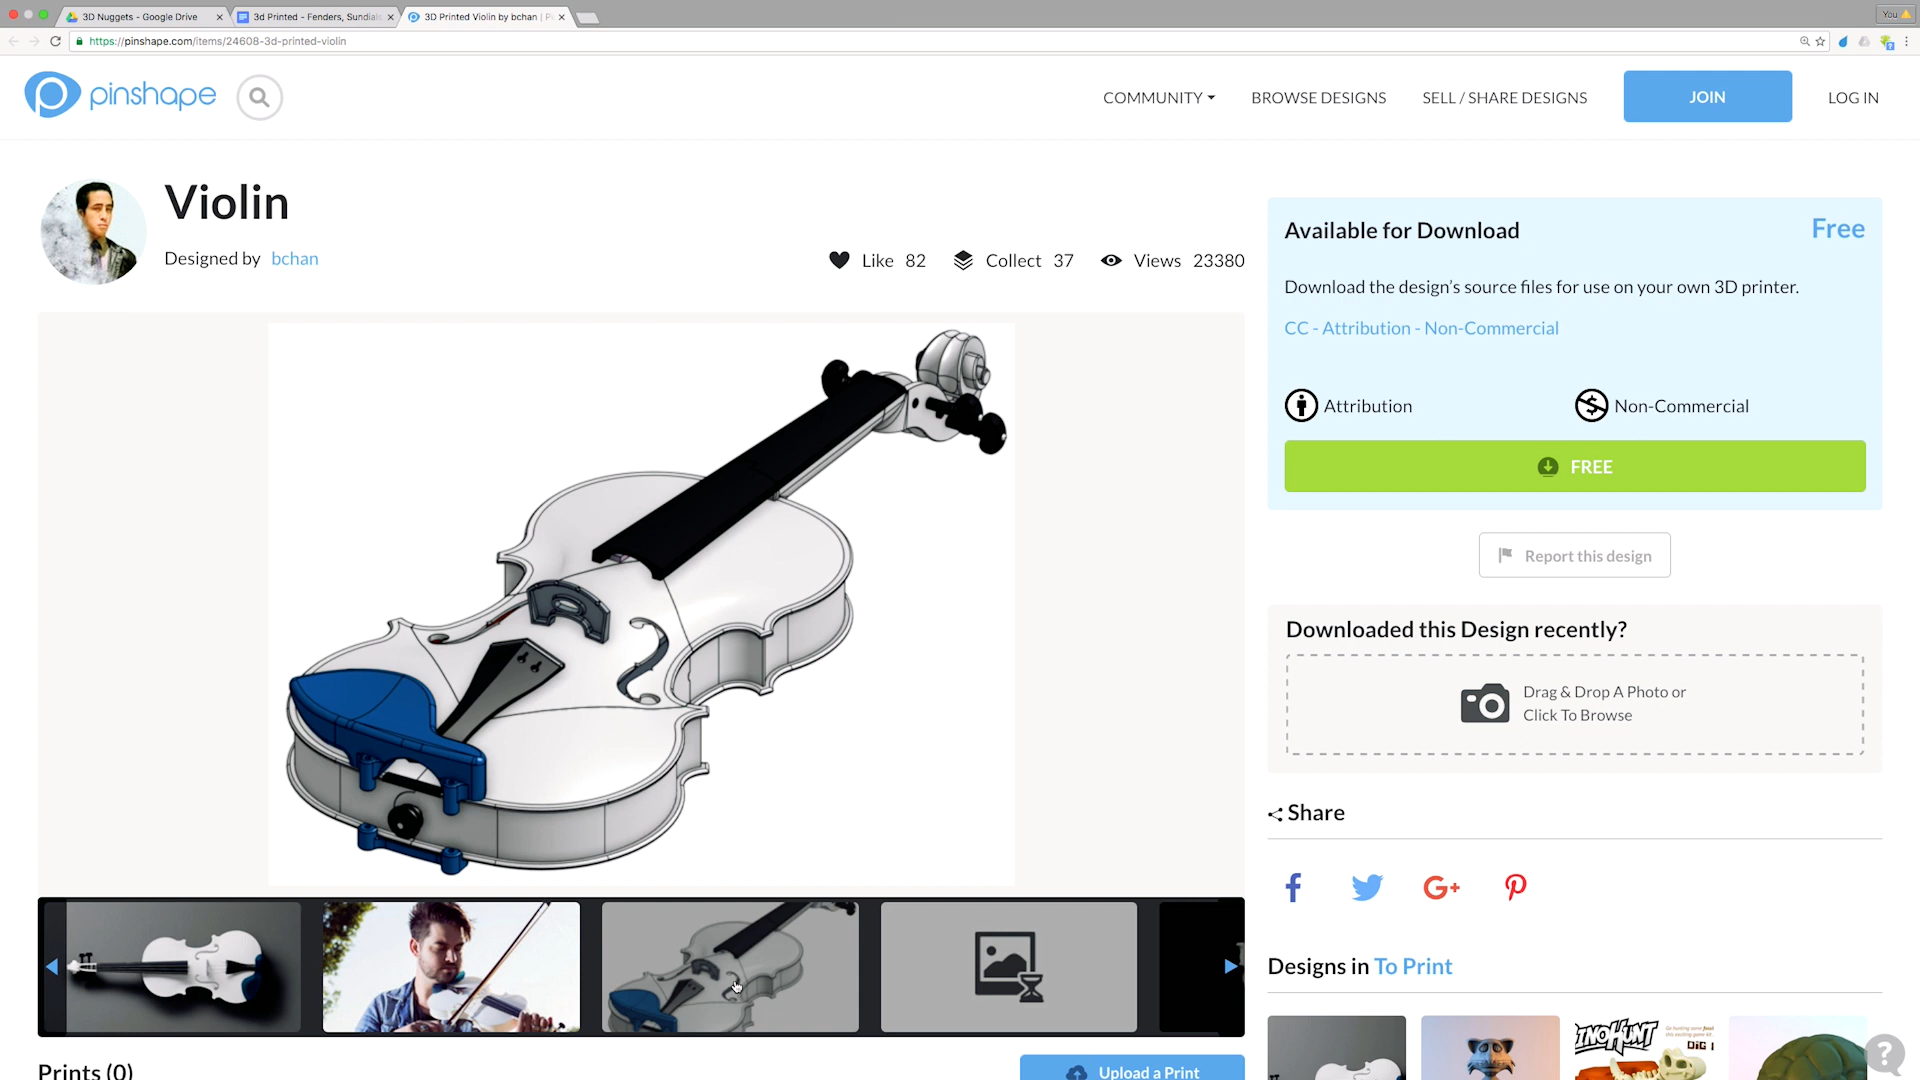 3D Nuggets - Google Drive
3d Printed - Fenders, Sundials
3D Printed Violin by bchan |
You
https://pinshape.com/items/24608-3d-printed-violin
pinshape
COMMUNITY
BROWSE DESIGNS
SELL / SHARE DESIGNS
JOIN
LOG IN
Violin
Designed by bchan
Like 82
Collect 37
Views 23380
Available for Download
Free
Download the design's source files for use on your own 3D printer.
CC - Attribution - Non-Commercial
Attribution
Non-Commercial
FREE
Report this design
Downloaded this Design recently?
Drag & Drop A Photo or
Click To Browse
Share
G+
Designs in To Print
Prints (0)
Upload a Print
?